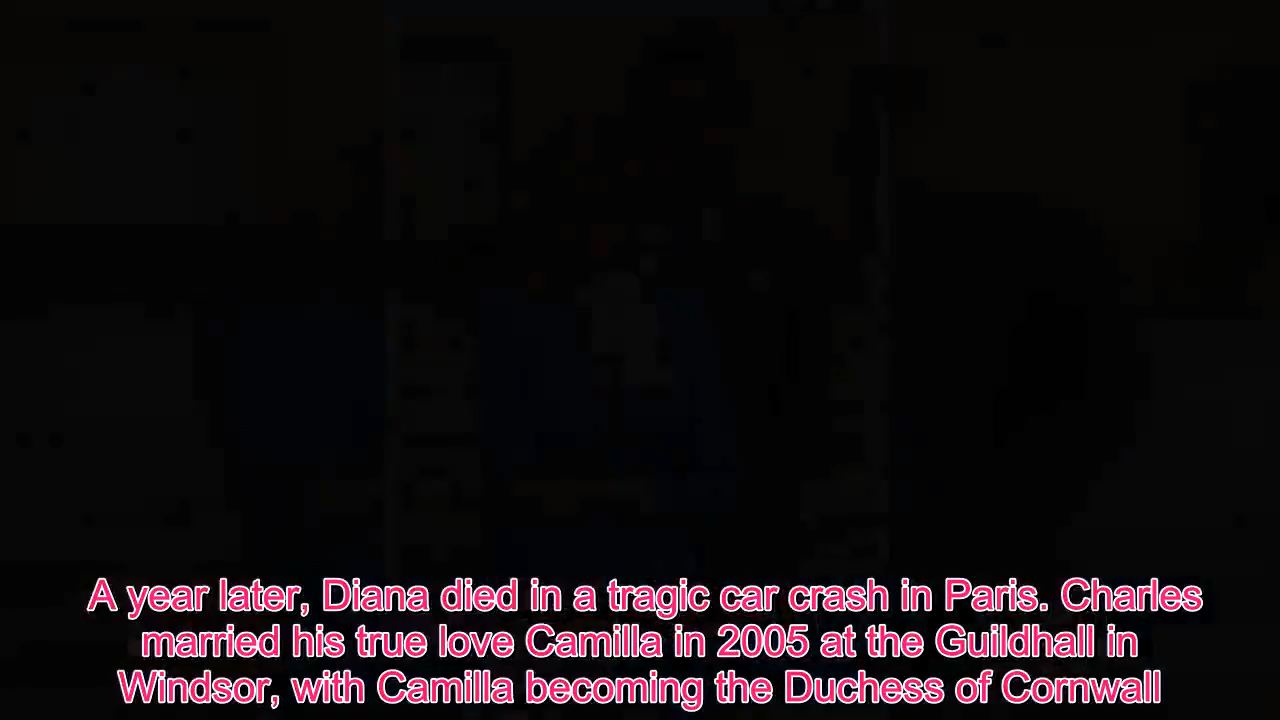 A year later, Diana died in a tragic car crash in Paris. Charles
married his true love Camilla in 2005 at the Guildhall in
Windsor, with Camilla becoming the Duchess of Cornwall